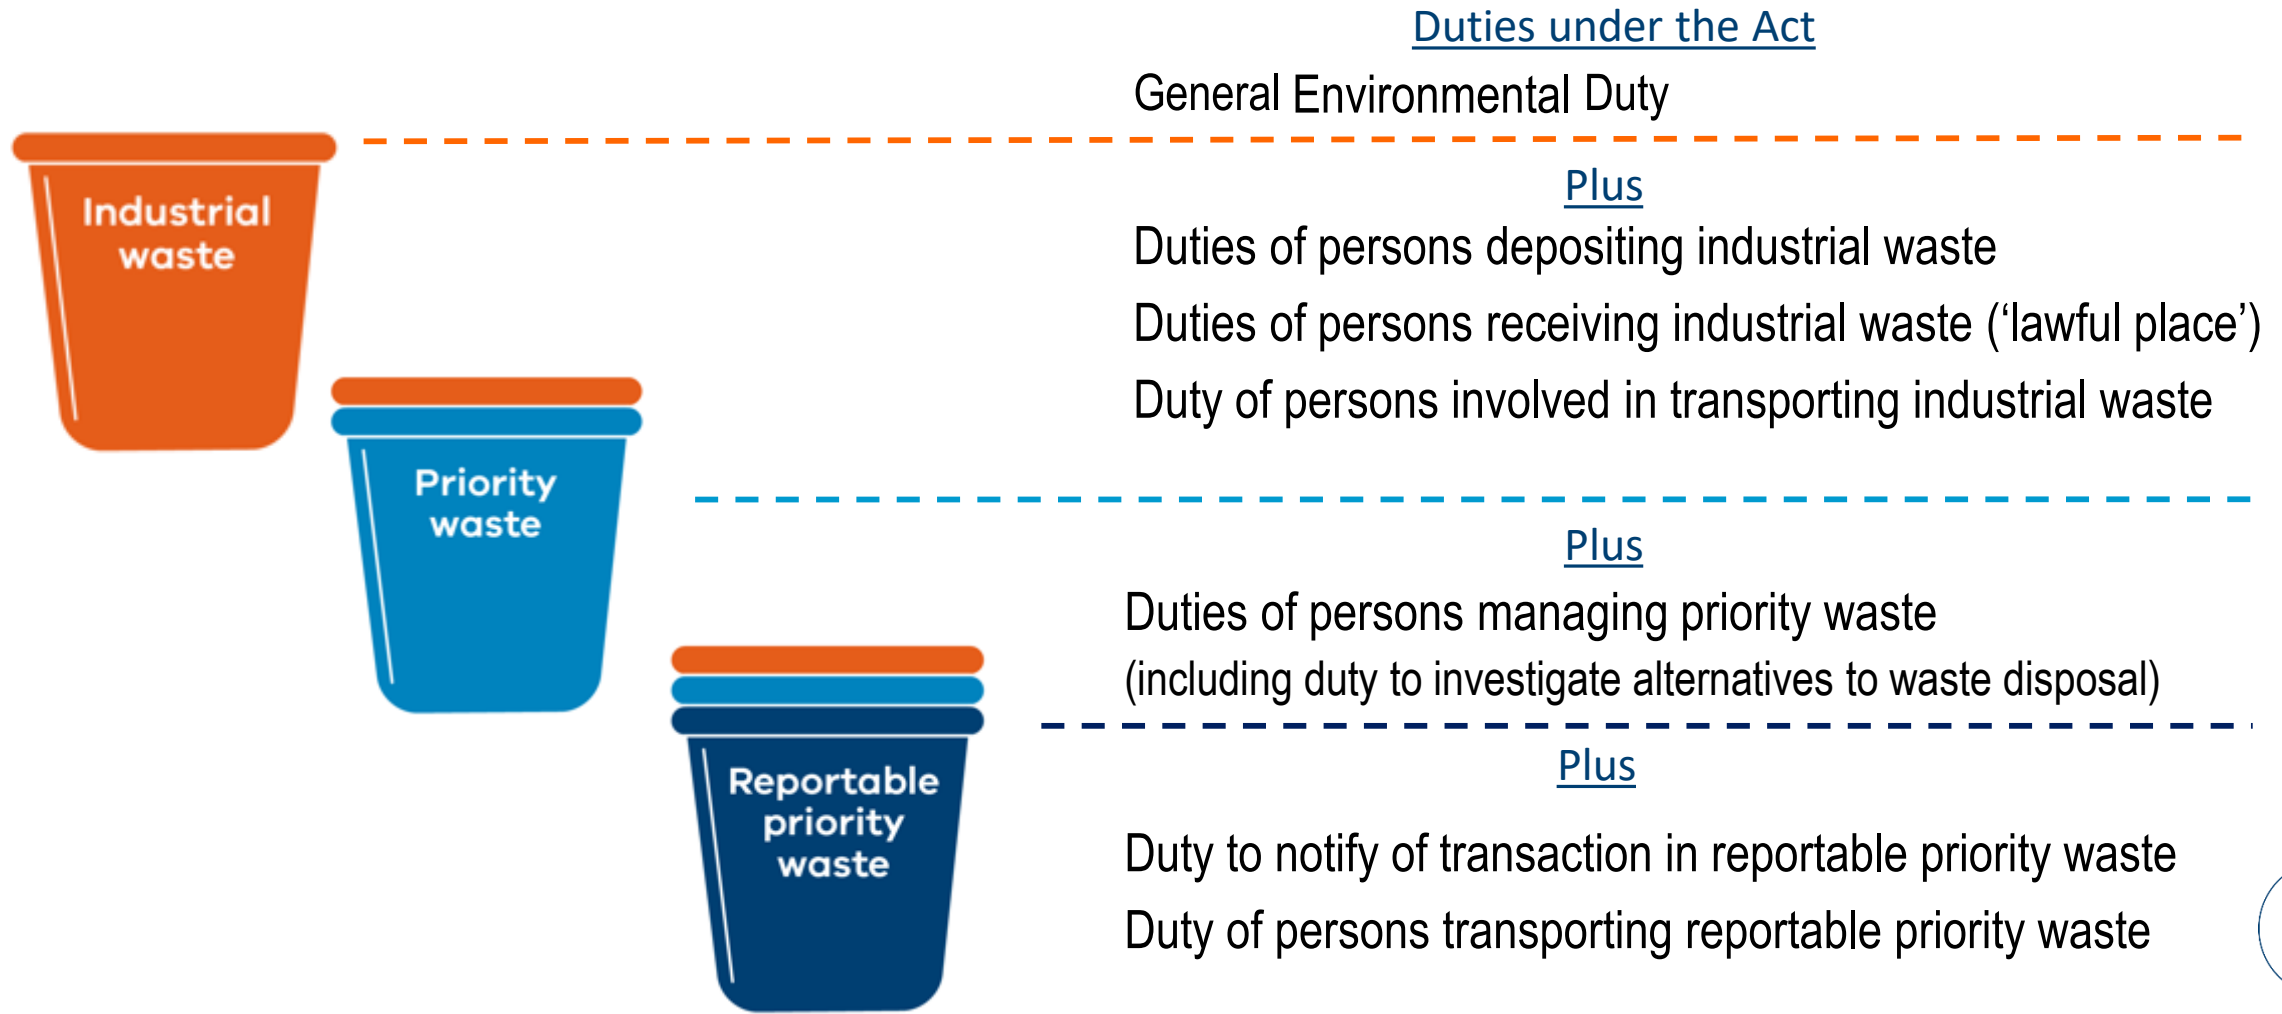 Duties under the Act
General Environmental Duty
Industrial
waste
Plus
Duties of persons depositing industrial waste
Duties of persons receiving industrial waste (‘lawful place’)
Duty of persons involved in transporting industrial waste
Priority
waste
Plus
Duties of persons managing priority waste
(including duty to investigate alternatives to waste disposal)
Reportable
priority
waste
Plus
Duty to notify of transaction in reportable priority waste
Duty of persons transporting reportable priority waste